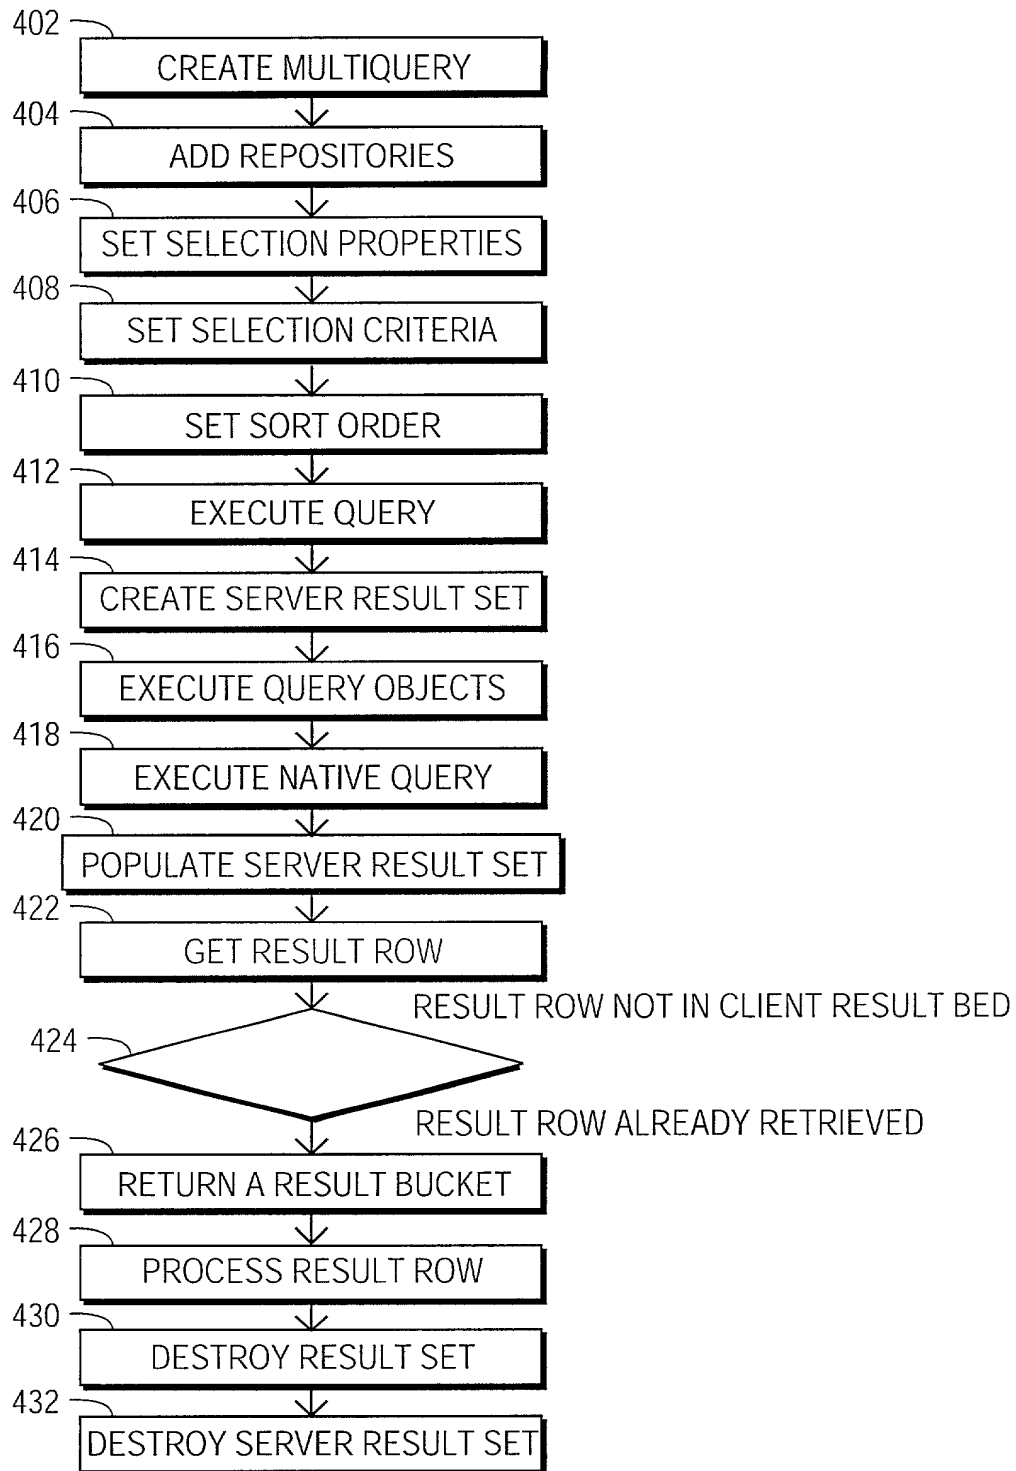 402
CREATE MULTIQUERY
404
ADD REPOSITORIES
406
SET SELECTION PROPERTIES
408
SET SELECTION CRITERIA
410
SET SORT ORDER
412
EXECUTE QUERY
414
CREATE SERVER RESULT SET
416
EXECUTE QUERY OBJECTS
418
EXECUTE NATIVE QUERY
420
POPULATE SERVER RESULT SET
422
GET RESULT ROW
RESULT ROW NOT IN CLIENT RESULT BED
424
RESULT ROW ALREADY RETRIEVED
426
RETURN A RESULT BUCKET
428
PROCESS RESULT ROW
430
DESTROY RESULT SET
432
DESTROY SERVER RESULT SET